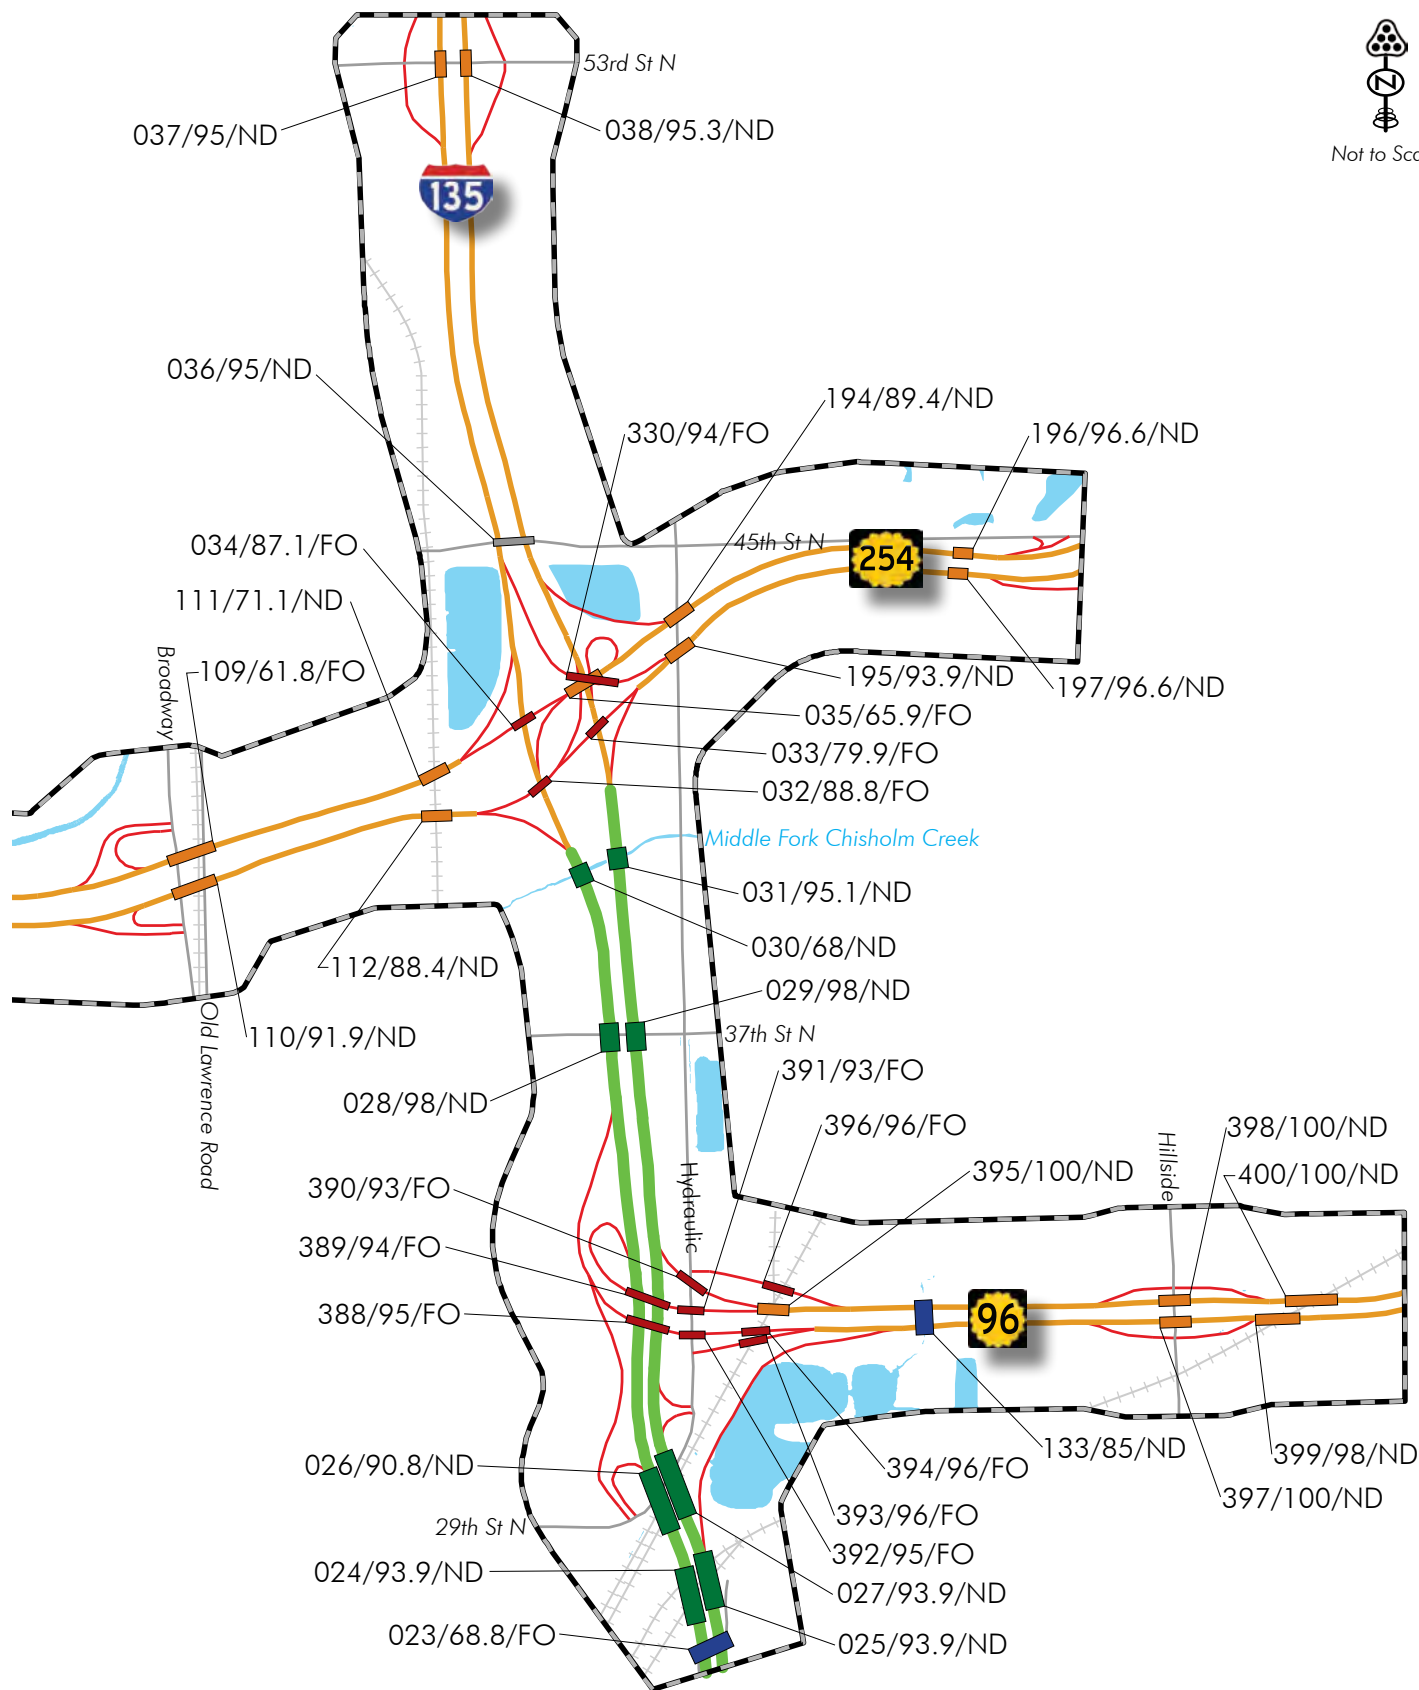 53rd St N
037/95/ND
038/95.3/ND
N
Not to Sca
135
036/95/ND
194/89.4/ND
330/94/FO
196/96.6/ND
034/87.1/FO
45th St N
254
111/71.1/ND
Broadway
109/61.8/FO
195/93.9/ND
197/96.6/ND
035/65.9/FO
033/79.9/FO
032/88.8/FO
Middle Fork Chisholm Creek
031/95.1/ND
030/68/ND
112/88.4/ND
029/98/ND
Old Lawrence Road
110/91.9/ND
37th St N
391/93/FO
028/98/ND
396/96/FO
398/100/ND
Hillside
395/100/ND
400/100/ND
390/93/FO
Hydraulic
389/94/FO
388/95/FO
96
026/90.8/ND
133/85/ND
399/98/ND
394/96/FO
397/100/ND
393/96/FO
29th St N
392/95/FO
024/93.9/ND
027/93.9/ND
023/68.8/FO
025/93.9/ND